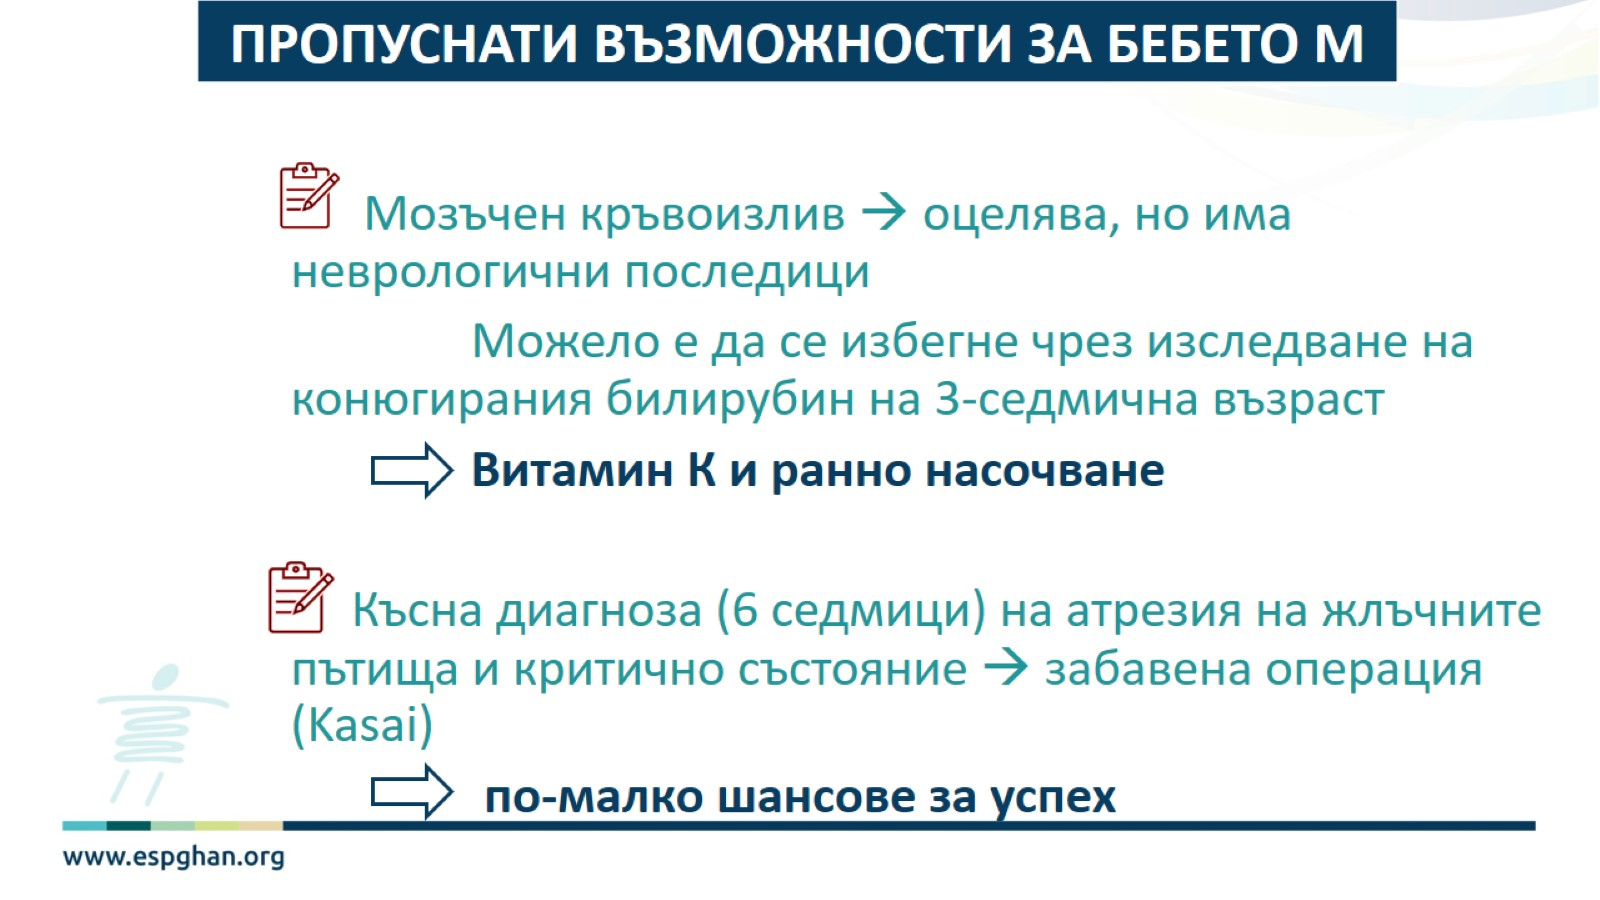 ПРОПУСНАТИ ВЪЗМОЖНОСТИ ЗА БЕБЕТО М
Мозъчен кръвоизлив → оцелява, но има
неврологични последици
Можело е да се избегне чрез изследване на
конюгирания билирубин на 3-седмична възраст
Витамин К и ранно насочване
Късна диагноза (6 седмици) на атрезия на жлъчните
пътища и критично състояние → забавена операция
(Kasai)
по-малко шансове за успех
www.espghan.org